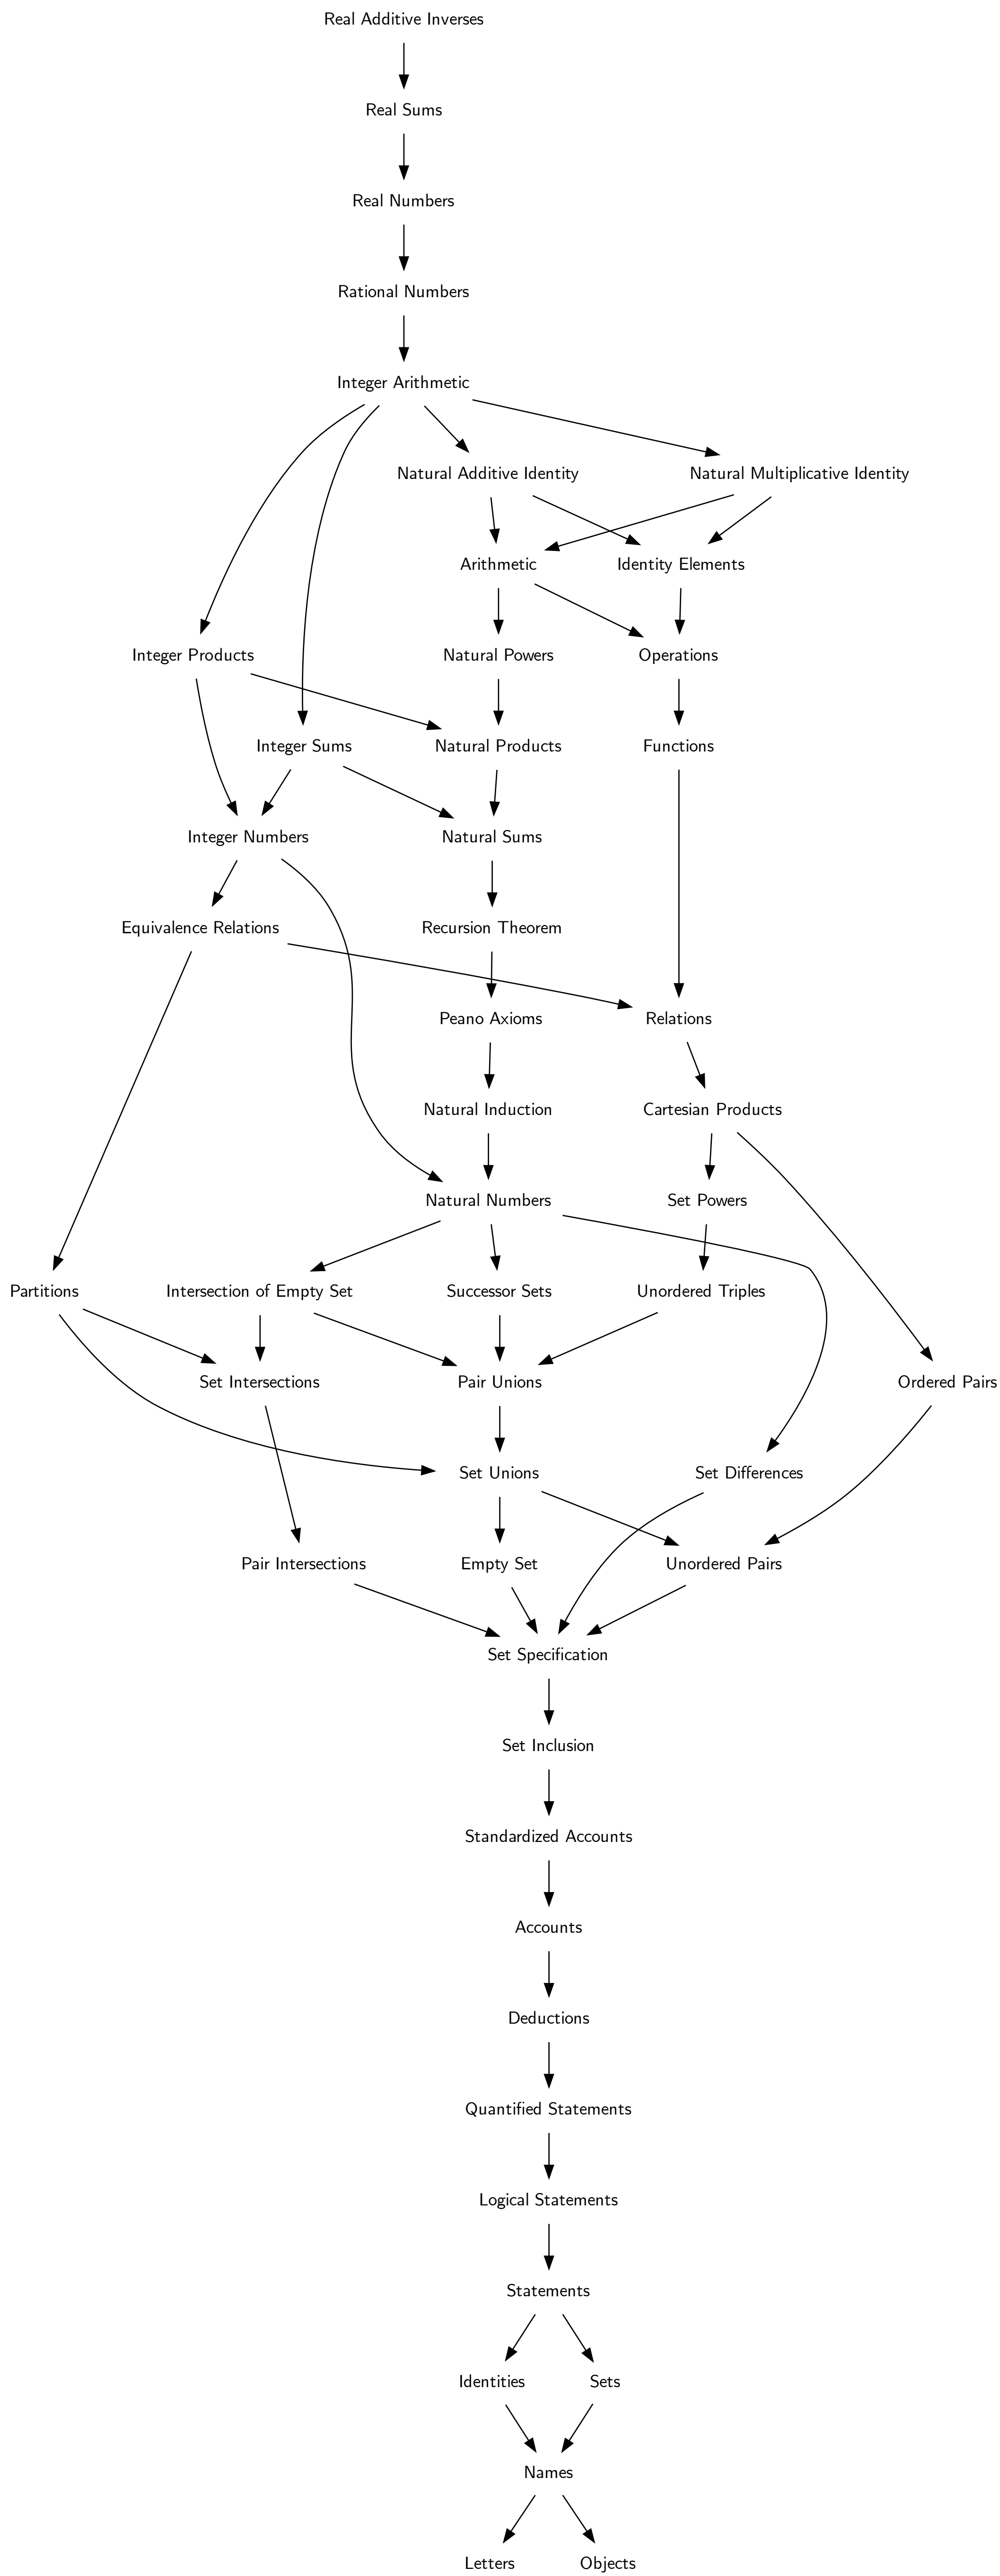 Real Additive Inverses
Real Sums
Real Numbers
Rational Numbers
Integer Arithmetic
Natural Additive Identity
Natural Multiplicative Identity
Arithmetic
Identity Elements
Integer Products
Natural Powers
Operations
Integer Sums
Natural Products
Functions
Integer Numbers
Natural Sums
Equivalence Relations
Recursion Theorem
Peano Axioms
Relations
Natural Induction
Cartesian Products
Natural Numbers
Set Powers
Partitions
Intersection of Empty Set
Successor Sets
Unordered Triples
Set Intersections
Pair Unions
Ordered Pairs
Set Unions
Set Differences
Pair Intersections
Empty Set
Unordered Pairs
Set Specification
Set Inclusion
Standardized Accounts
Accounts
Deductions
Quantified Statements
Logical Statements
Statements
Identities
Sets
Names
Letters
Objects